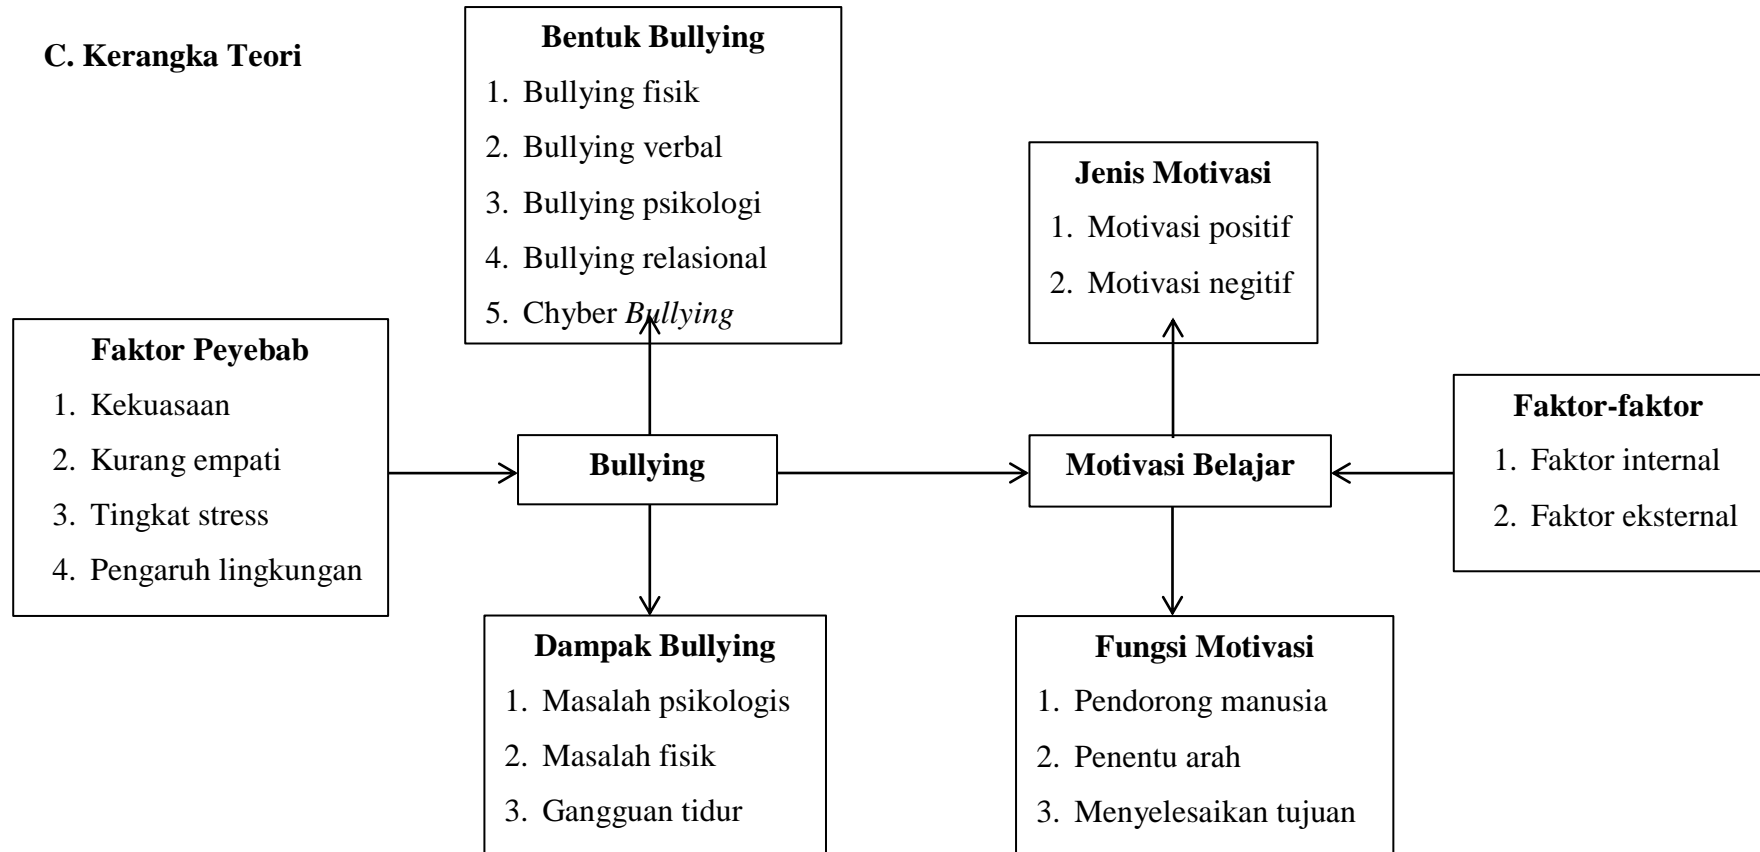 C. Kerangka Teori
Bentuk Bullying
1. Bullying fisik
2. Bullying verbal
3. Bullying psikologi
4. Bullying relasional
5. Chyber Bullying
Jenis Motivasi
1. Motivasi positif
2. Motivasi negitif
Faktor Peyebab
1. Kekuasaan
2. Kurang empati
3. Tingkat stress
4. Pengaruh lingkungan
Bullying
Motivasi Belajar
Faktor-faktor
1. Faktor internal
2. Faktor eksternal
Dampak Bullying
1. Masalah psikologis
2. Masalah fisik
3. Gangguan tidur
Fungsi Motivasi
1. Pendorong manusia
2. Penentu arah
3. Menyelesaikan tujuan